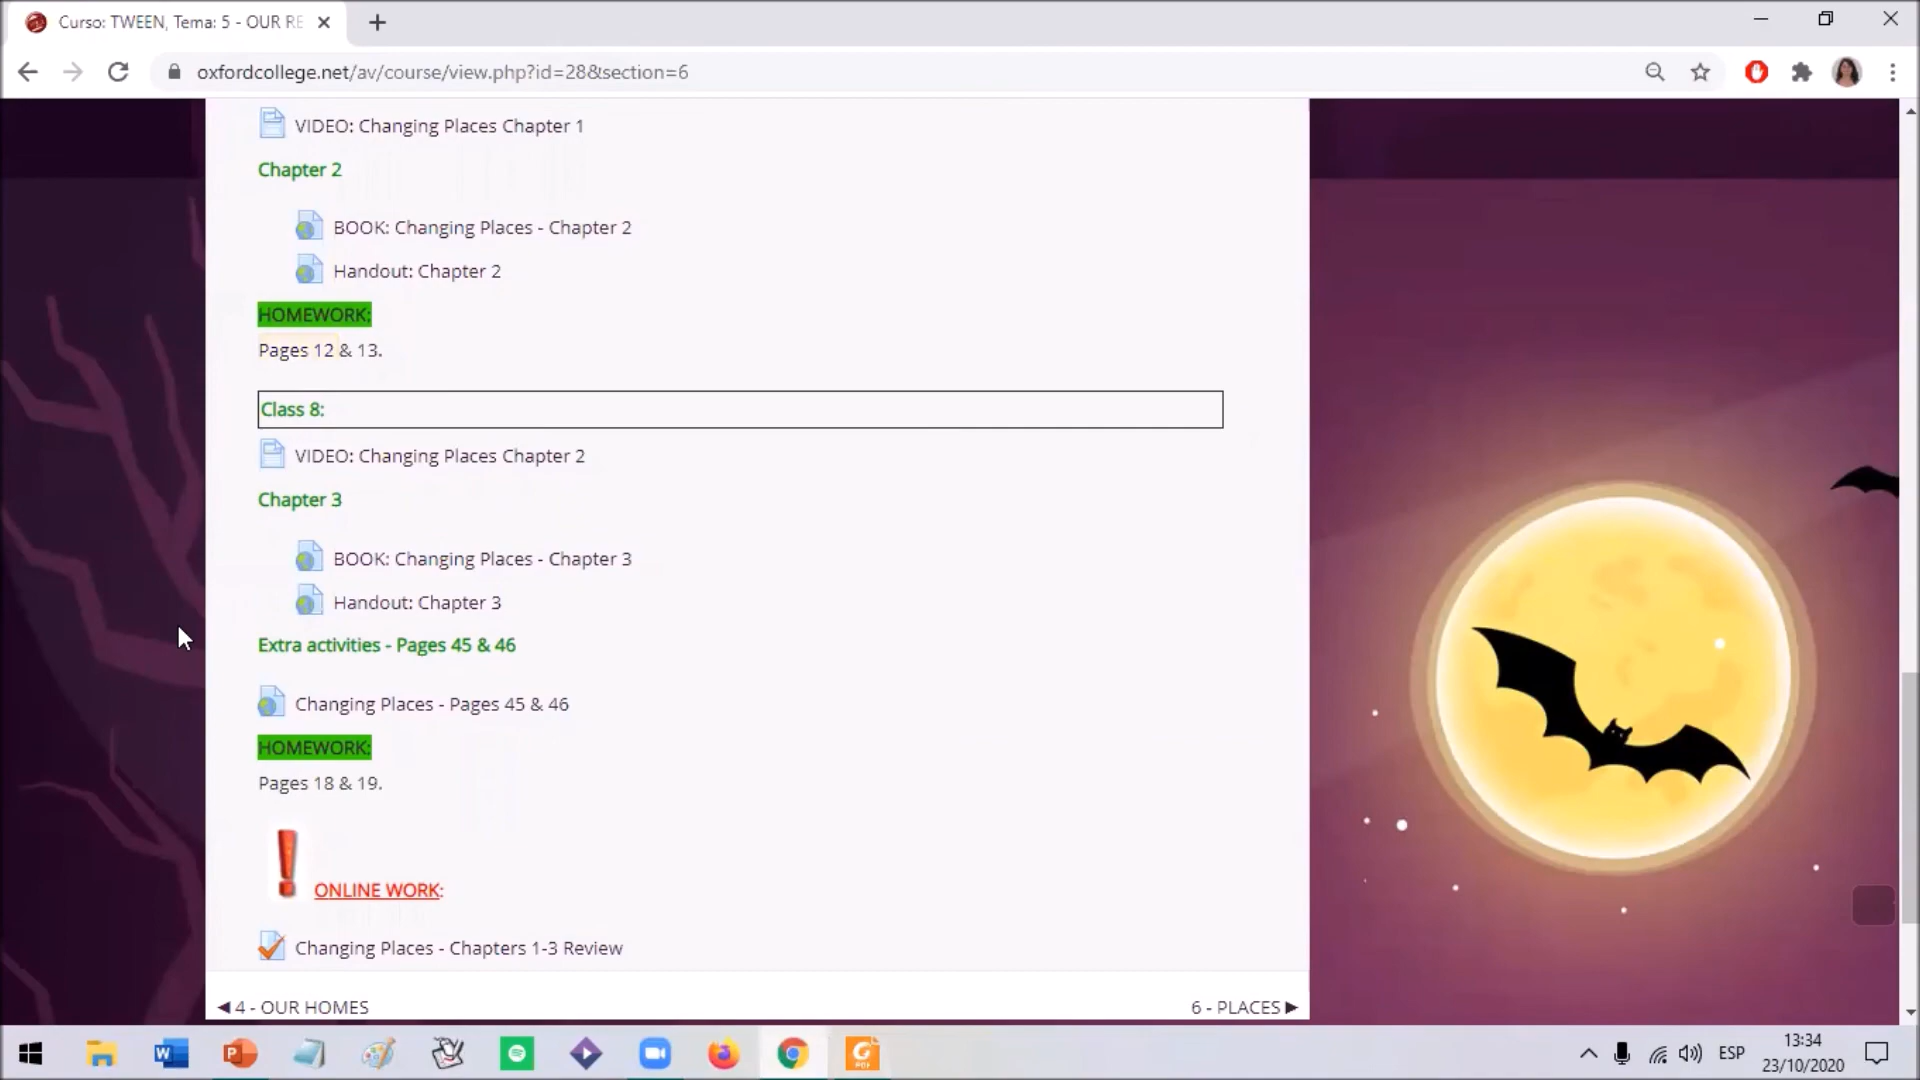 Curso: TWEEN, Tema: 5 - OUR RE
oxfordcollege.net/av/course/view.php?id=28&section=6
VIDEO: Changing Places Chapter 1
Chapter 2
BOOK: Changing Places - Chapter 2
Handout: Chapter 2
HOMEWORK:
Pages 12 & 13.
Class 8:
VIDEO: Changing Places Chapter 2
Chapter 3
BOOK: Changing Places - Chapter 3
Handout: Chapter 3
Extra activities - Pages 45 & 46
Changing Places - Pages 45 & 46
HOMEWORK:
Pages 18 & 19.
ONLINE WORK:
Changing Places - Chapters 1-3 Review
◄ 4 - OUR HOMES
6 - PLACES ►
ESP
13:34
23/10/2020